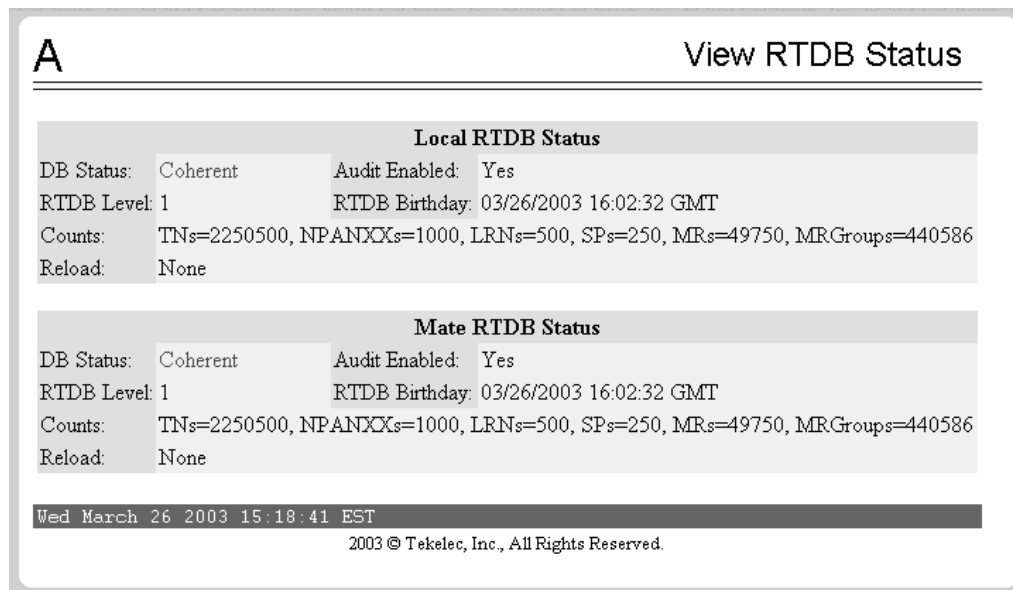 A
View RTDB Status
Local RTDB Status
DB Status: Coherent Audit Enabled: Yes
RTDB Level: 1 RTDB Birthday: 03/26/2003 16:02:32 GMT
Counts: TNs=2250500, NPANXXs=1000, LRNs=500, SPs=250, MRs=49750, MRGroups=440586
Reload: None
Mate RTDB Status
DB Status: Coherent Audit Enabled: Yes
RTDB Level: 1 RTDB Birthday: 03/26/2003 16:02:32 GMT
Counts: TNs=2250500, NPANXXs=1000, LRNs=500, SPs=250, MRs=49750, MRGroups=440586
Reload: None
Wed March 26 2003 15:18:41 EST
2003 © Tekelec, Inc., All Rights Reserved.